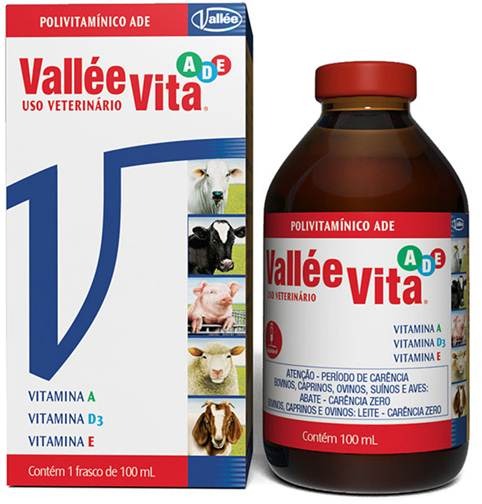 POLIVITAMÍNICO ADE
Vallée
Vallée
Vita
A D E
USO VETERINÁRIO
VITAMINA A
VITAMINA D3
VITAMINA E
Contém 1 frasco de 100 mL
POLIVITAMÍNICO ADE
Vallée
Vallée
Vita
A D E
USO VETERINÁRIO
VITAMINA A
VITAMINA D3
VITAMINA E
ATENÇÃO - PERÍODO DE CARÊNCIA
BOVINOS, CAPRINOS, OVINOS, SUÍNOS E AVES:
ABATE - CARÊNCIA ZERO
BOVINOS, CAPRINOS E OVINOS: LEITE - CARÊNCIA ZERO
Contém 100 mL